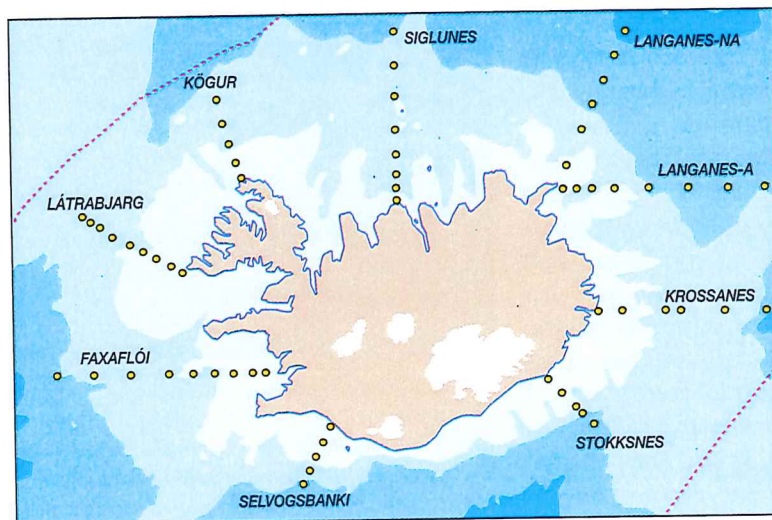 SIGLUNES
LANGANES-NA
KÖGUR
LANGANES-A
LÁTRABJARG
KROSSANES
FAXAFLÓI
STOKKSNES
SELVOGSBANKI